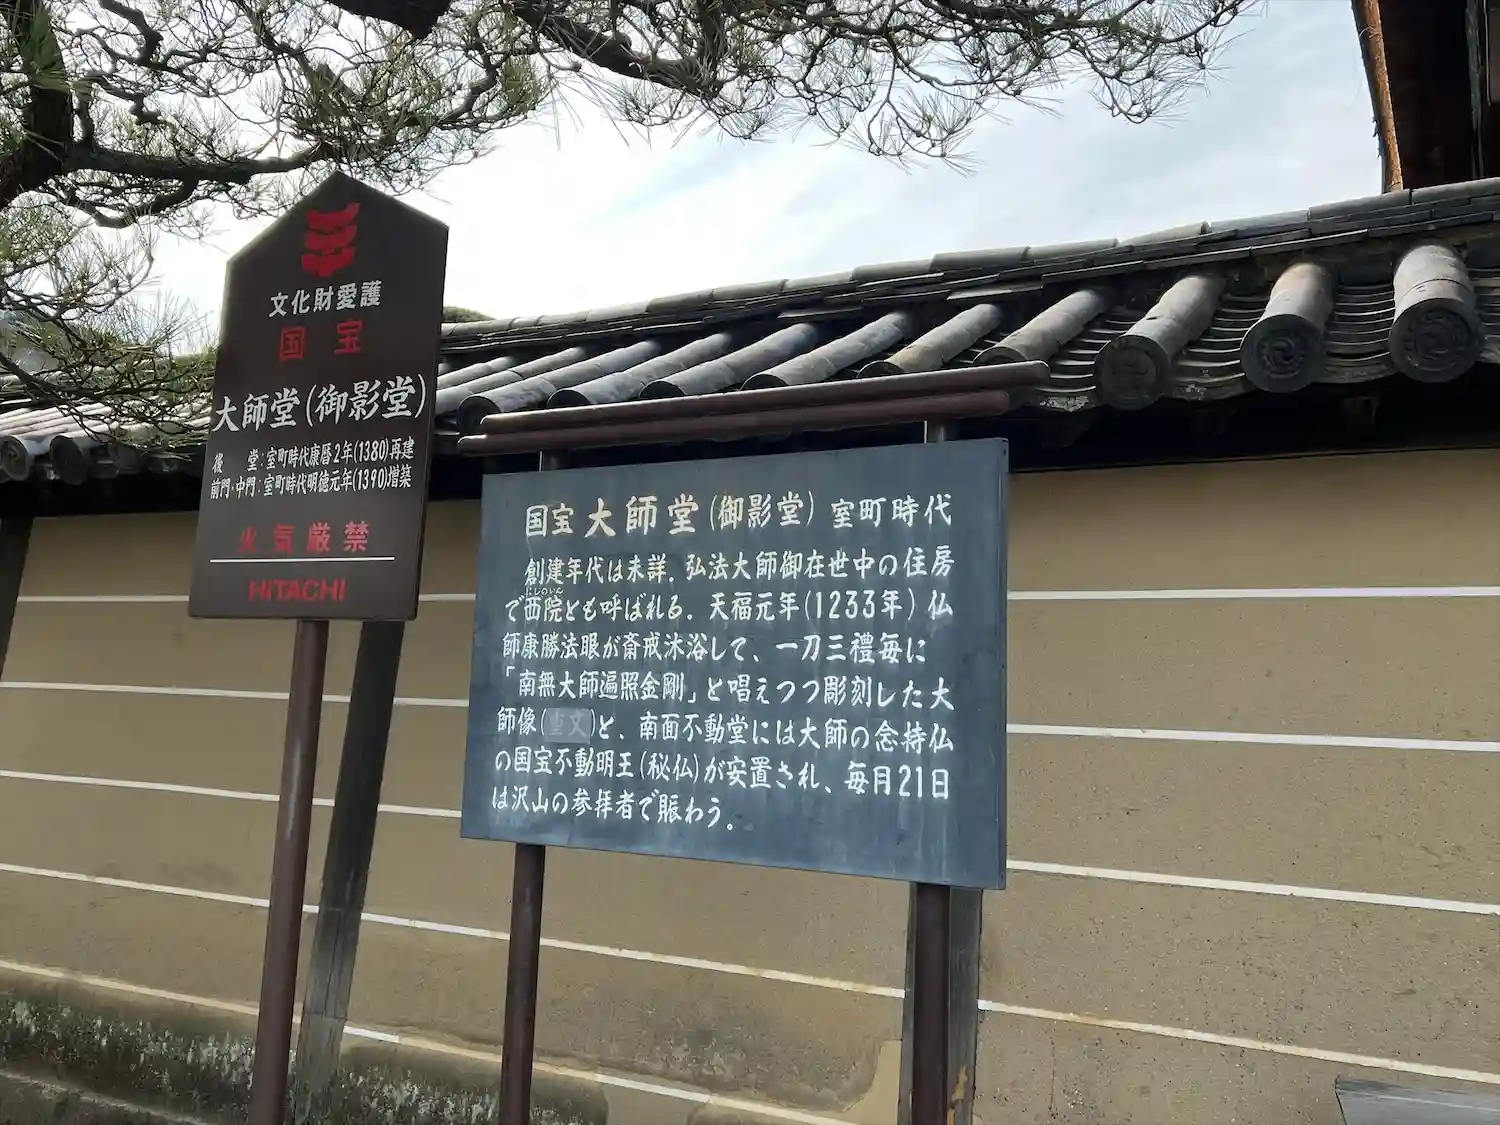 文化財愛護
国宝
大師堂(御影堂)
後堂:室町時代康暦2年(1380)再建
前門・中門:室町時代明徳元年(1390)増築
火気厳禁
HITACHI
国宝 大師堂(御影堂) 室町時代
創建年代は未詳。弘法大師御在世中の住房
にしのいん
で西院とも呼ばれる。天福元年(1233年)仏
師康勝法眼が斎戒沐浴して、一刀三禮毎に
「南無大師遍照金剛」と唱えつつ彫刻した大
師像(重文)と、南面不動堂には大師の念持仏
の国宝不動明王(秘仏)が安置され、毎月21日
は沢山の参拝者で賑わう。